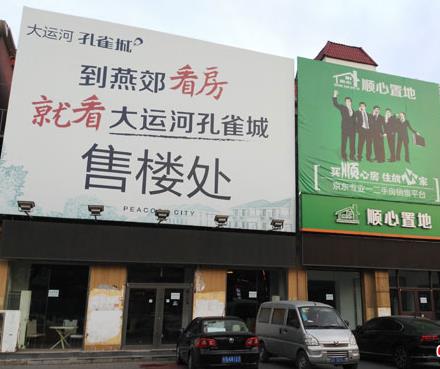 大运河 孔雀城
到燕郊看房
就看大运河孔雀城
售楼处
PEACOCK CITY
顺心置地
买顺心房 住放心家
京东专业一二手房销售平台
顺心置地